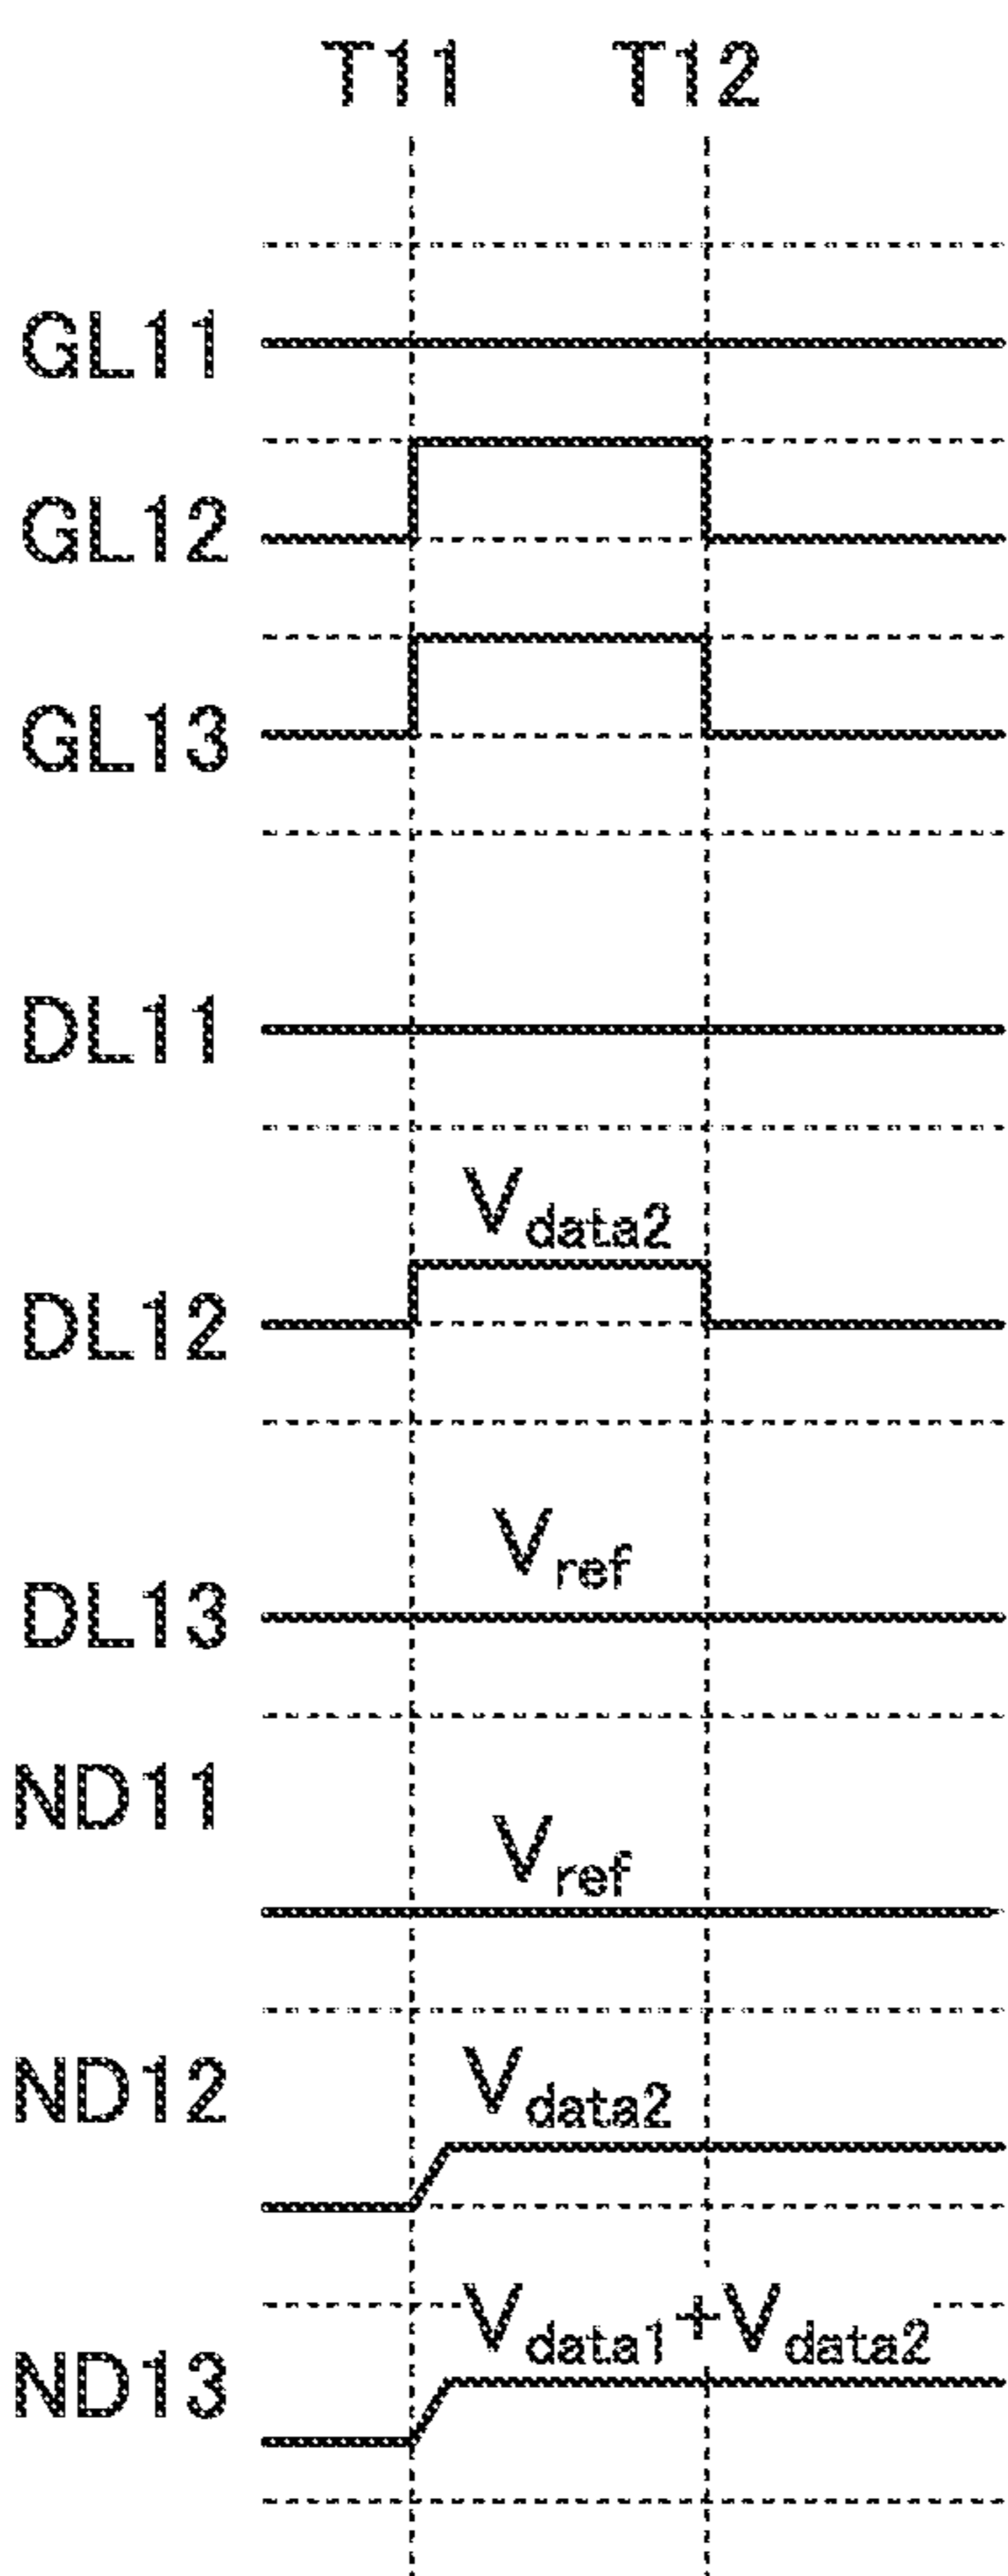 T11 T12
GL11
GL12
GL13
DL11
Vdata2
DL12
Vref
DL13
ND11
Vref
ND12 Vdata2
Vdata1+Vdata2
ND13